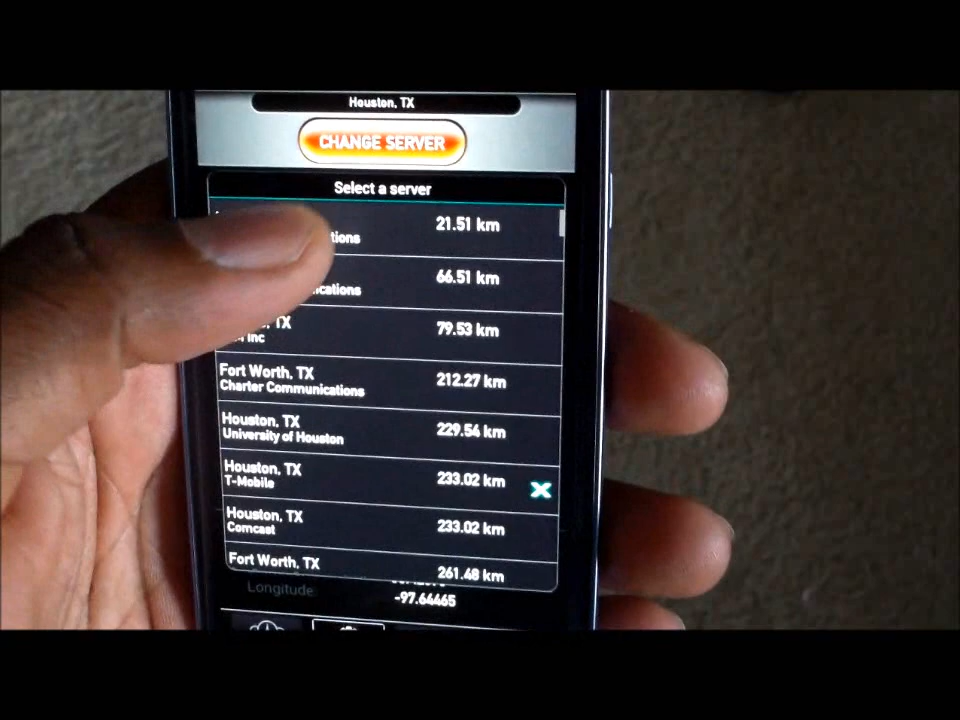 Houston, TX
CHANGE SERVER
Select a server
21.51 km
66.51 km
79.53 km
TX
Inc
Fort Worth, TX
Charter Communications
212.27 km
Houston, TX
University of Houston
229.54 km
Houston, TX
T-Mobile
233.02 km
Houston, TX
Comcast
233.02 km
Fort Worth, TX
261.48 km
Longitude
-97.64465